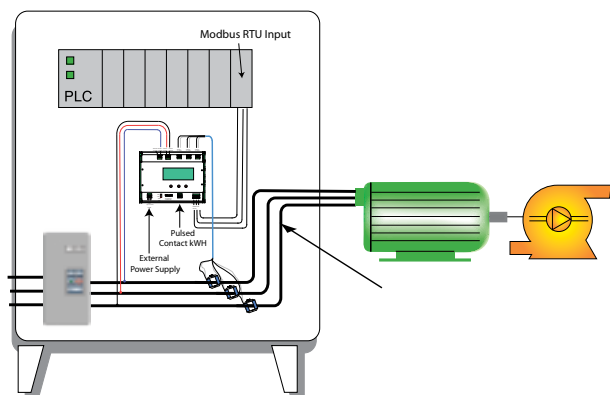 Modbus RTU Input
PLC
Pulsed
Contact kWH
External
Power Supply